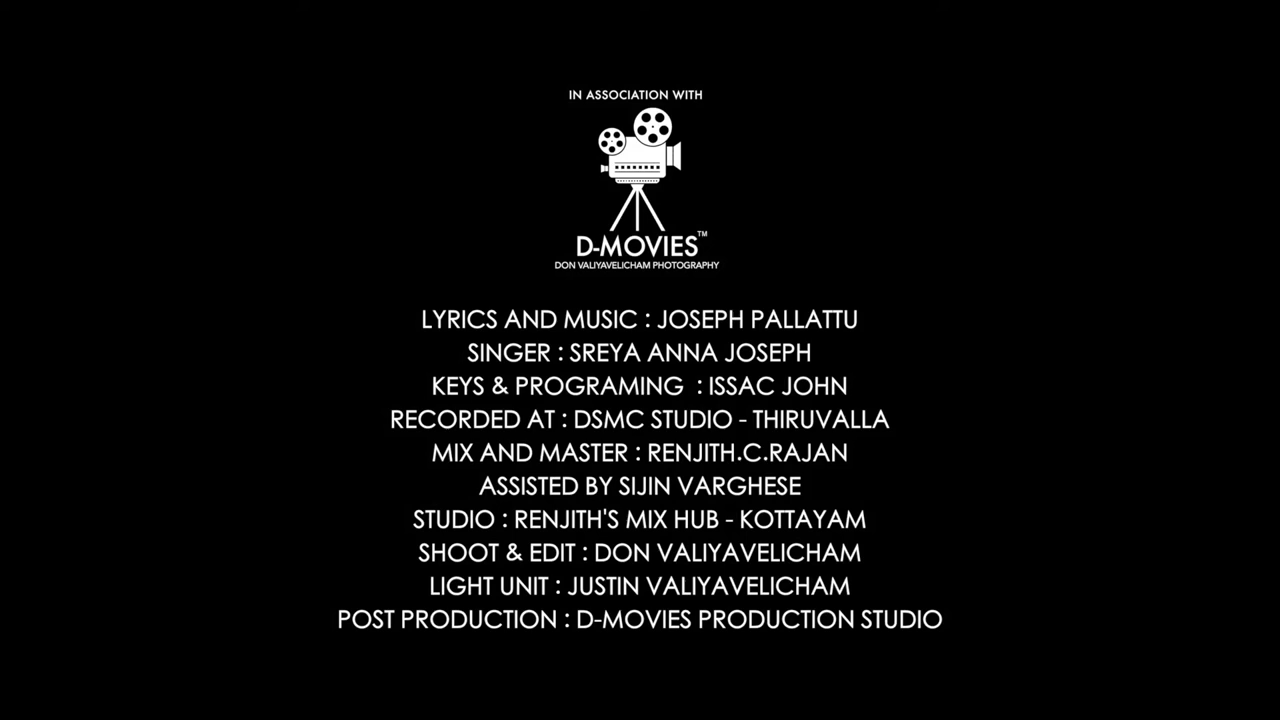 IN ASSOCIATION WITH
D-MOVIES™
DON VALIYAVELICHAM PHOTOGRAPHY
LYRICS AND MUSIC : JOSEPH PALLATTU
SINGER : SREYA ANNA JOSEPH
KEYS & PROGRAMING : ISSAC JOHN
RECORDED AT : DSMC STUDIO - THIRUVALLA
MIX AND MASTER : RENJITH.C.RAJAN
ASSISTED BY SIJIN VARGHESE
STUDIO : RENJITH'S MIX HUB - KOTTAYAM
SHOOT & EDIT : DON VALIYAVELICHAM
LIGHT UNIT : JUSTIN VALIYAVELICHAM
POST PRODUCTION : D-MOVIES PRODUCTION STUDIO